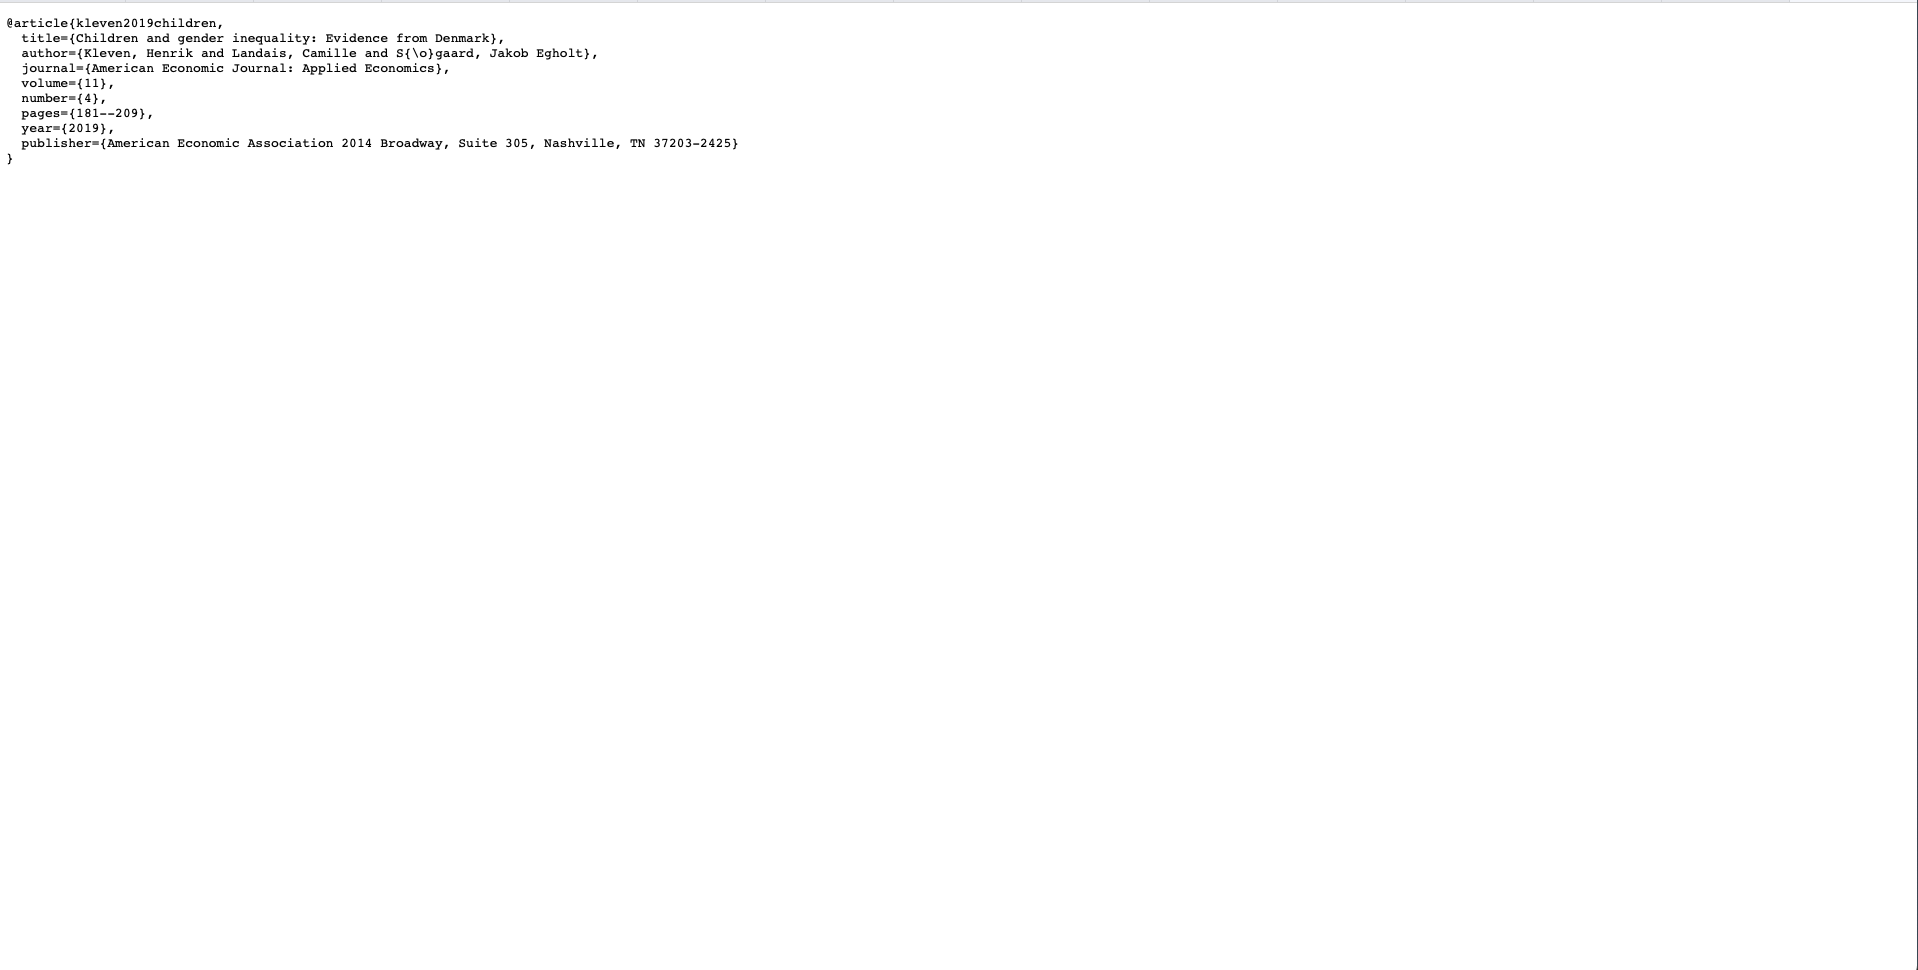 @article{kleven2019children,
  title={Children and gender inequality: Evidence from Denmark},
  author={Kleven, Henrik and Landais, Camille and S{\o}gaard, Jakob Egholt},
  journal={American Economic Journal: Applied Economics},
  volume={11},
  number={4},
  pages={181--209},
  year={2019},
  publisher={American Economic Association 2014 Broadway, Suite 305, Nashville, TN 37203-2425}
}